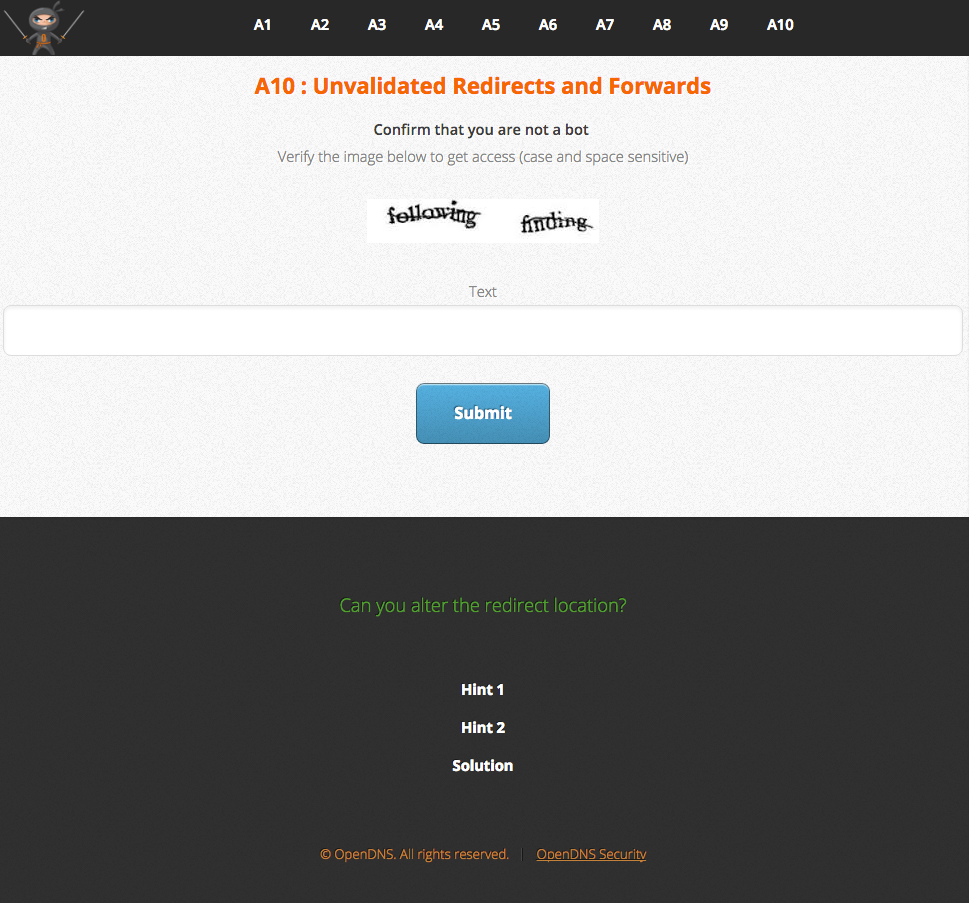 A1 A2 A3 A4 A5 A6 A7 A8 A9 A10
A10 : Unvalidated Redirects and Forwards
Confirm that you are not a bot
Verify the image below to get access (case and space sensitive)
following finding
Text
Submit
Can you alter the redirect location?
Hint 1
Hint 2
Solution
© OpenDNS. All rights reserved. | OpenDNS Security